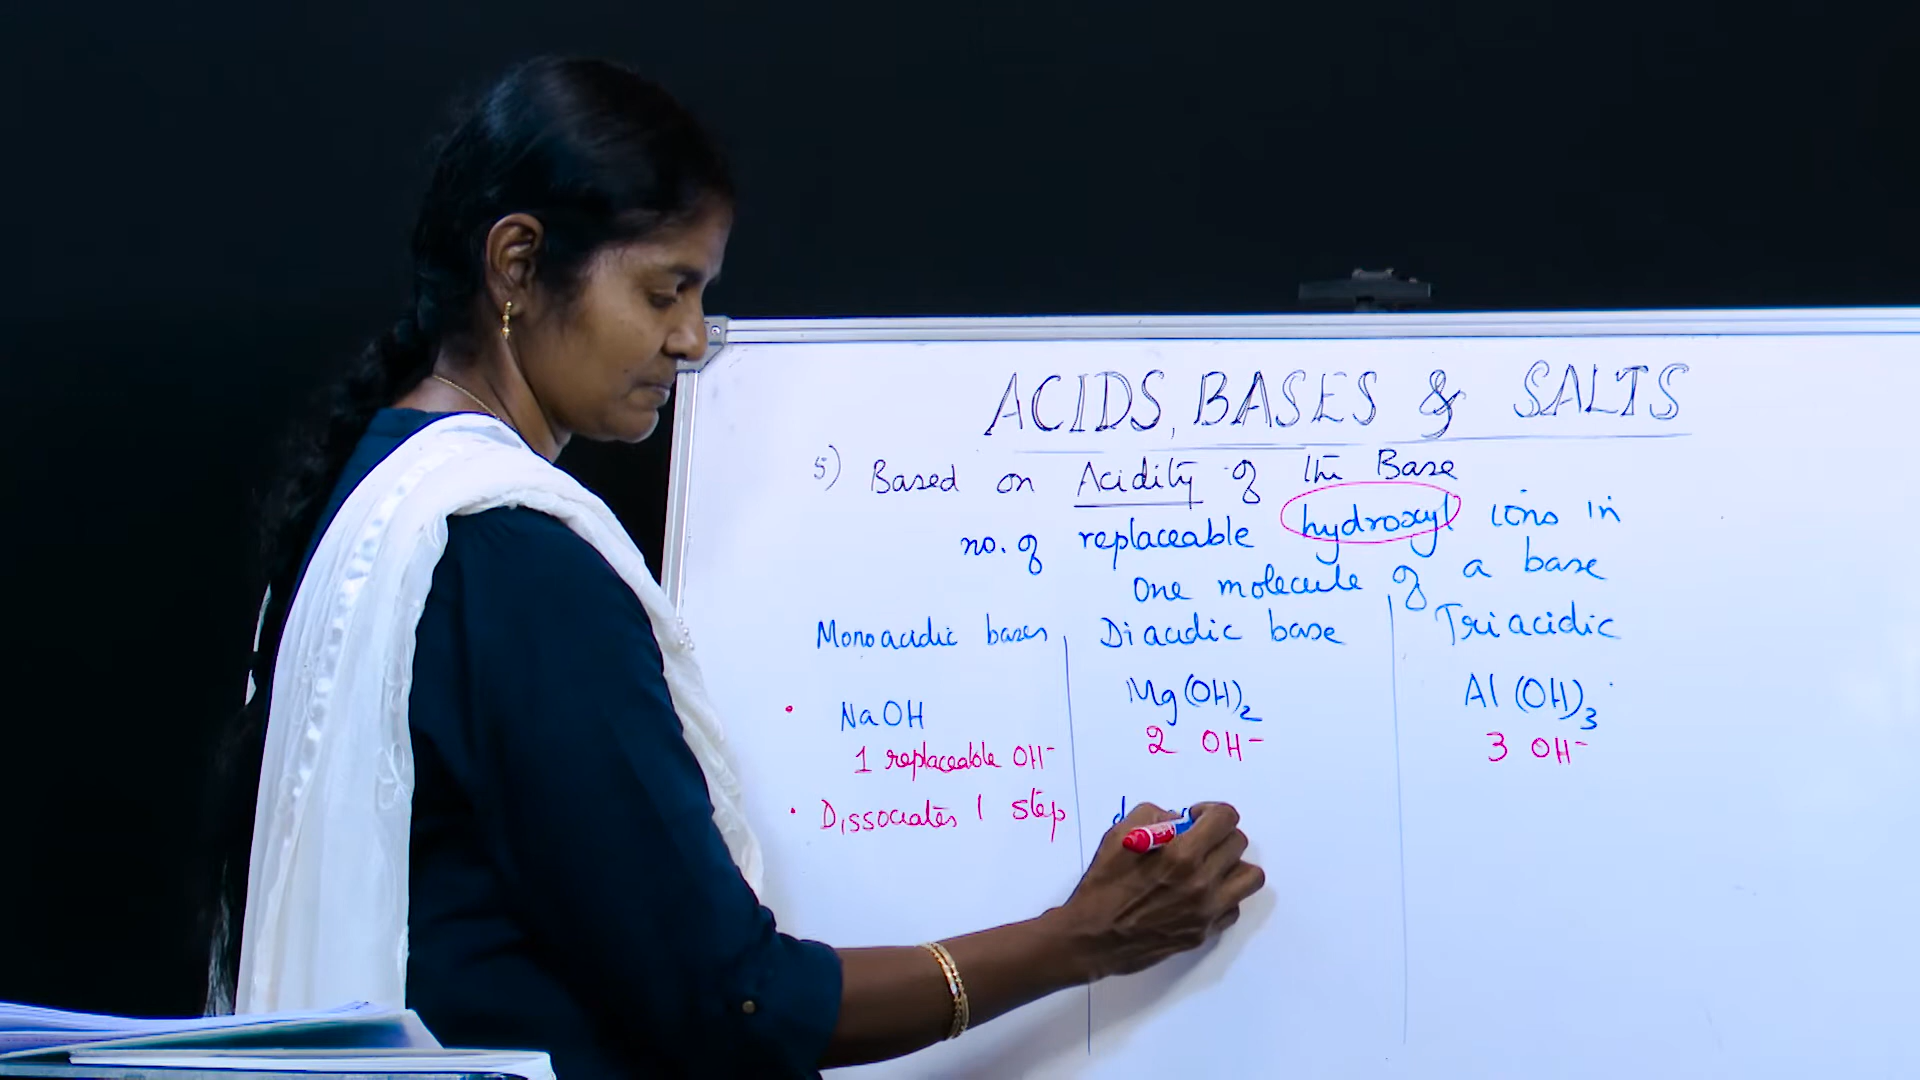 ACIDS, BASES & SALTS
5) Based on Acidity of the Base
no. of replaceable hydroxyl ions in
One molecule of a base
Monoacidic bases
Diacidic base
Triacidic
• NaOH
Mg(OH)₂
Al(OH)₃
1 replaceable OH⁻
2 OH⁻
3 OH⁻
• Dissociates 1 step